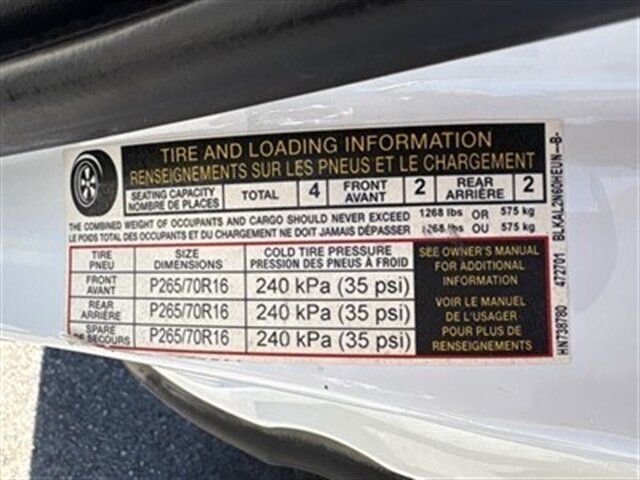 TIRE AND LOADING INFORMATION
RENSEIGNEMENTS SUR LES PNEUS ET LE CHARGEMENT
SEATING CAPACITY TOTAL 4 FRONT 2 REAR 2
NOMBRE DE PLACES AVANT ARRIÈRE
THE COMBINED WEIGHT OF OCCUPANTS AND CARGO SHOULD NEVER EXCEED 1268 lbs OR 575 kg
LE POIDS TOTAL DES OCCUPANTS ET DU CHARGEMENT NE DOIT JAMAIS DÉPASSER 1268 lbs OU 575 kg
TIRE SIZE COLD TIRE PRESSURE
PNEU DIMENSIONS PRESSION DES PNEUS À FROID
FRONT
AVANT P265/70R16 240 kPa (35 psi)
REAR
ARRIÈRE P265/70R16 240 kPa (35 psi)
SPARE
DE SECOURS P265/70R16 240 kPa (35 psi)
SEE OWNER'S MANUAL
FOR ADDITIONAL
INFORMATION
VOIR LE MANUEL
DE L'USAGER
POUR PLUS DE
RENSEIGNEMENTS
HN738780 472701 BLKAL2N60HEUN-B-